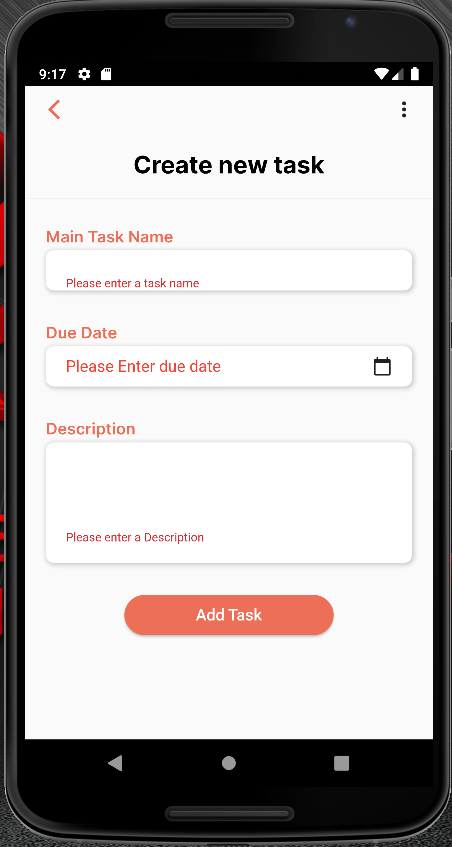 9:17
Create new task
Main Task Name
Please enter a task name
Due Date
Please Enter due date
Description
Please enter a Description
Add Task